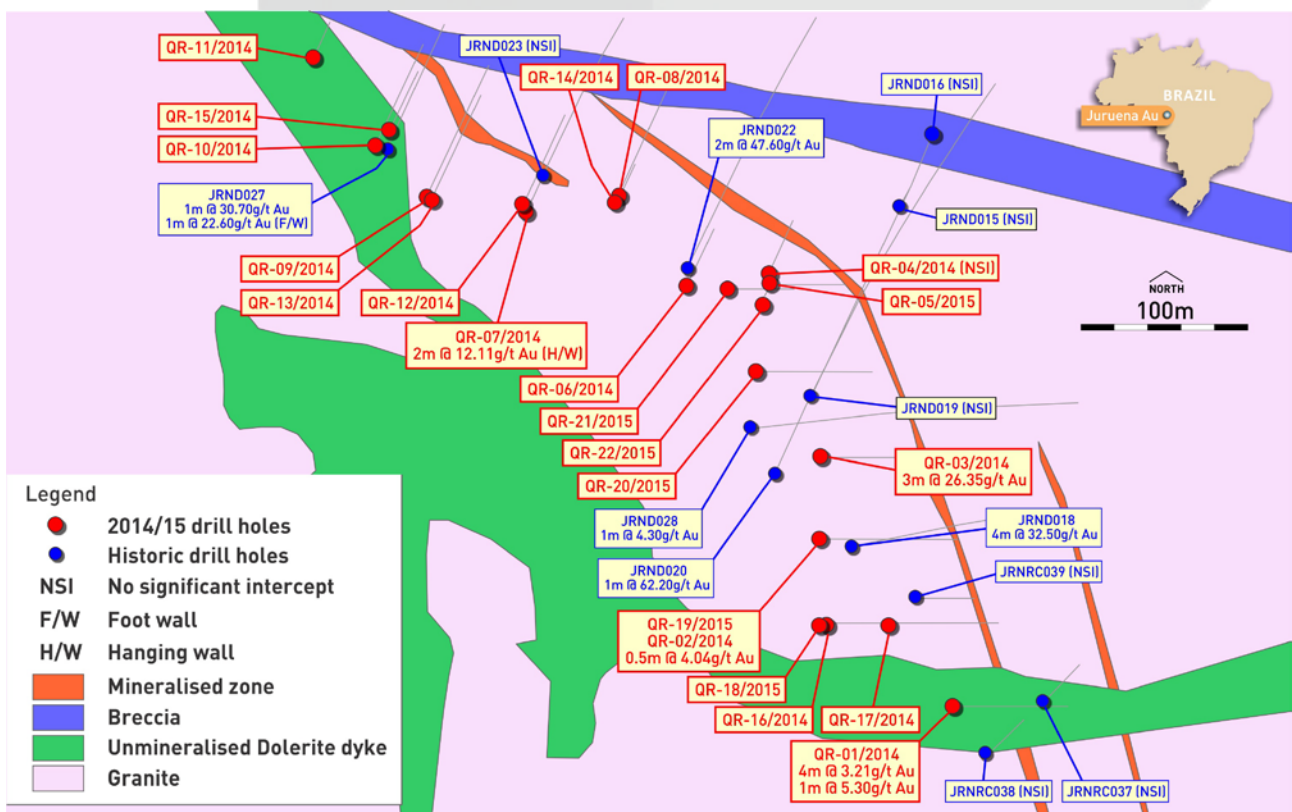 QR-11/2014
JRND023 (NSI)
QR-14/2014
QR-08/2014
JRND016 (NSI)
BRAZIL
Juruena Au
QR-15/2014
QR-10/2014
JRND022
2m @ 47.60g/t Au
JRND027
1m @ 30.70g/t Au
1m @ 22.60g/t Au (F/W)
JRND015 (NSI)
QR-09/2014
QR-13/2014
QR-12/2014
QR-04/2014 (NSI)
QR-05/2015
NORTH
100m
QR-07/2014
2m @ 12.11g/t Au (H/W)
QR-06/2014
QR-21/2015
QR-22/2015
QR-20/2015
JRND019 (NSI)
QR-03/2014
3m @ 26.35g/t Au
JRND028
1m @ 4.30g/t Au
JRND018
4m @ 32.50g/t Au
JRND020
1m @ 62.20g/t Au
JRNRC039 (NSI)
QR-19/2015
QR-02/2014
0.5m @ 4.04g/t Au
QR-18/2015
QR-16/2014
QR-17/2014
QR-01/2014
4m @ 3.21g/t Au
1m @ 5.30g/t Au
JRNRC038 (NSI)
JRNRC037 (NSI)
Legend
2014/15 drill holes
Historic drill holes
NSI No significant intercept
F/W Foot wall
H/W Hanging wall
Mineralised zone
Breccia
Unmineralised Dolerite dyke
Granite